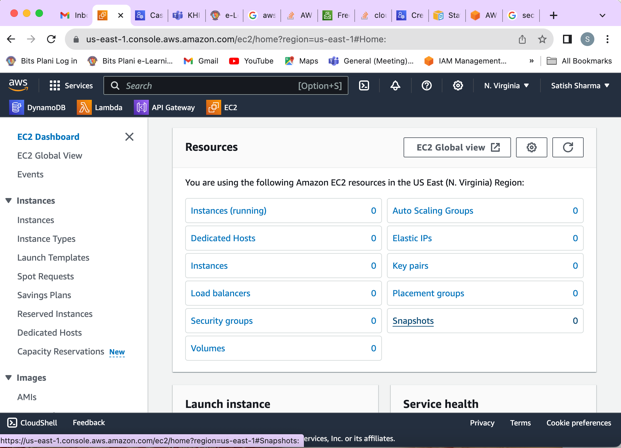 Inb
Cas
KHI
e-L
aws
AW
Fre
clo
Cre
Sta
AW
sec
us-east-1.console.aws.amazon.com/ec2/home?region=us-east-1#Home:
S
Bits Plani Log in
Bits Plani e-Learni...
Gmail
YouTube
Maps
General (Meeting)...
IAM Management...
»
All Bookmarks
aws
Services
Search
[Option+S]
N. Virginia
Satish Sharma
DynamoDB
Lambda
API Gateway
EC2
EC2 Dashboard
EC2 Global View
Events
Instances
Instances
Instance Types
Launch Templates
Spot Requests
Savings Plans
Reserved Instances
Dedicated Hosts
Capacity Reservations New
Images
AMIs
Resources
EC2 Global view
You are using the following Amazon EC2 resources in the US East (N. Virginia) Region:
Instances (running) 0
Auto Scaling Groups 0
Dedicated Hosts 0
Elastic IPs 0
Instances 0
Key pairs 0
Load balancers 0
Placement groups 0
Security groups 0
Snapshots 0
Volumes 0
Launch instance
Service health
CloudShell
Feedback
Privacy
Terms
Cookie preferences
https://us-east-1.console.aws.amazon.com/ec2/home?region=us-east-1#Snapshots:
ervices, Inc. or its affiliates.